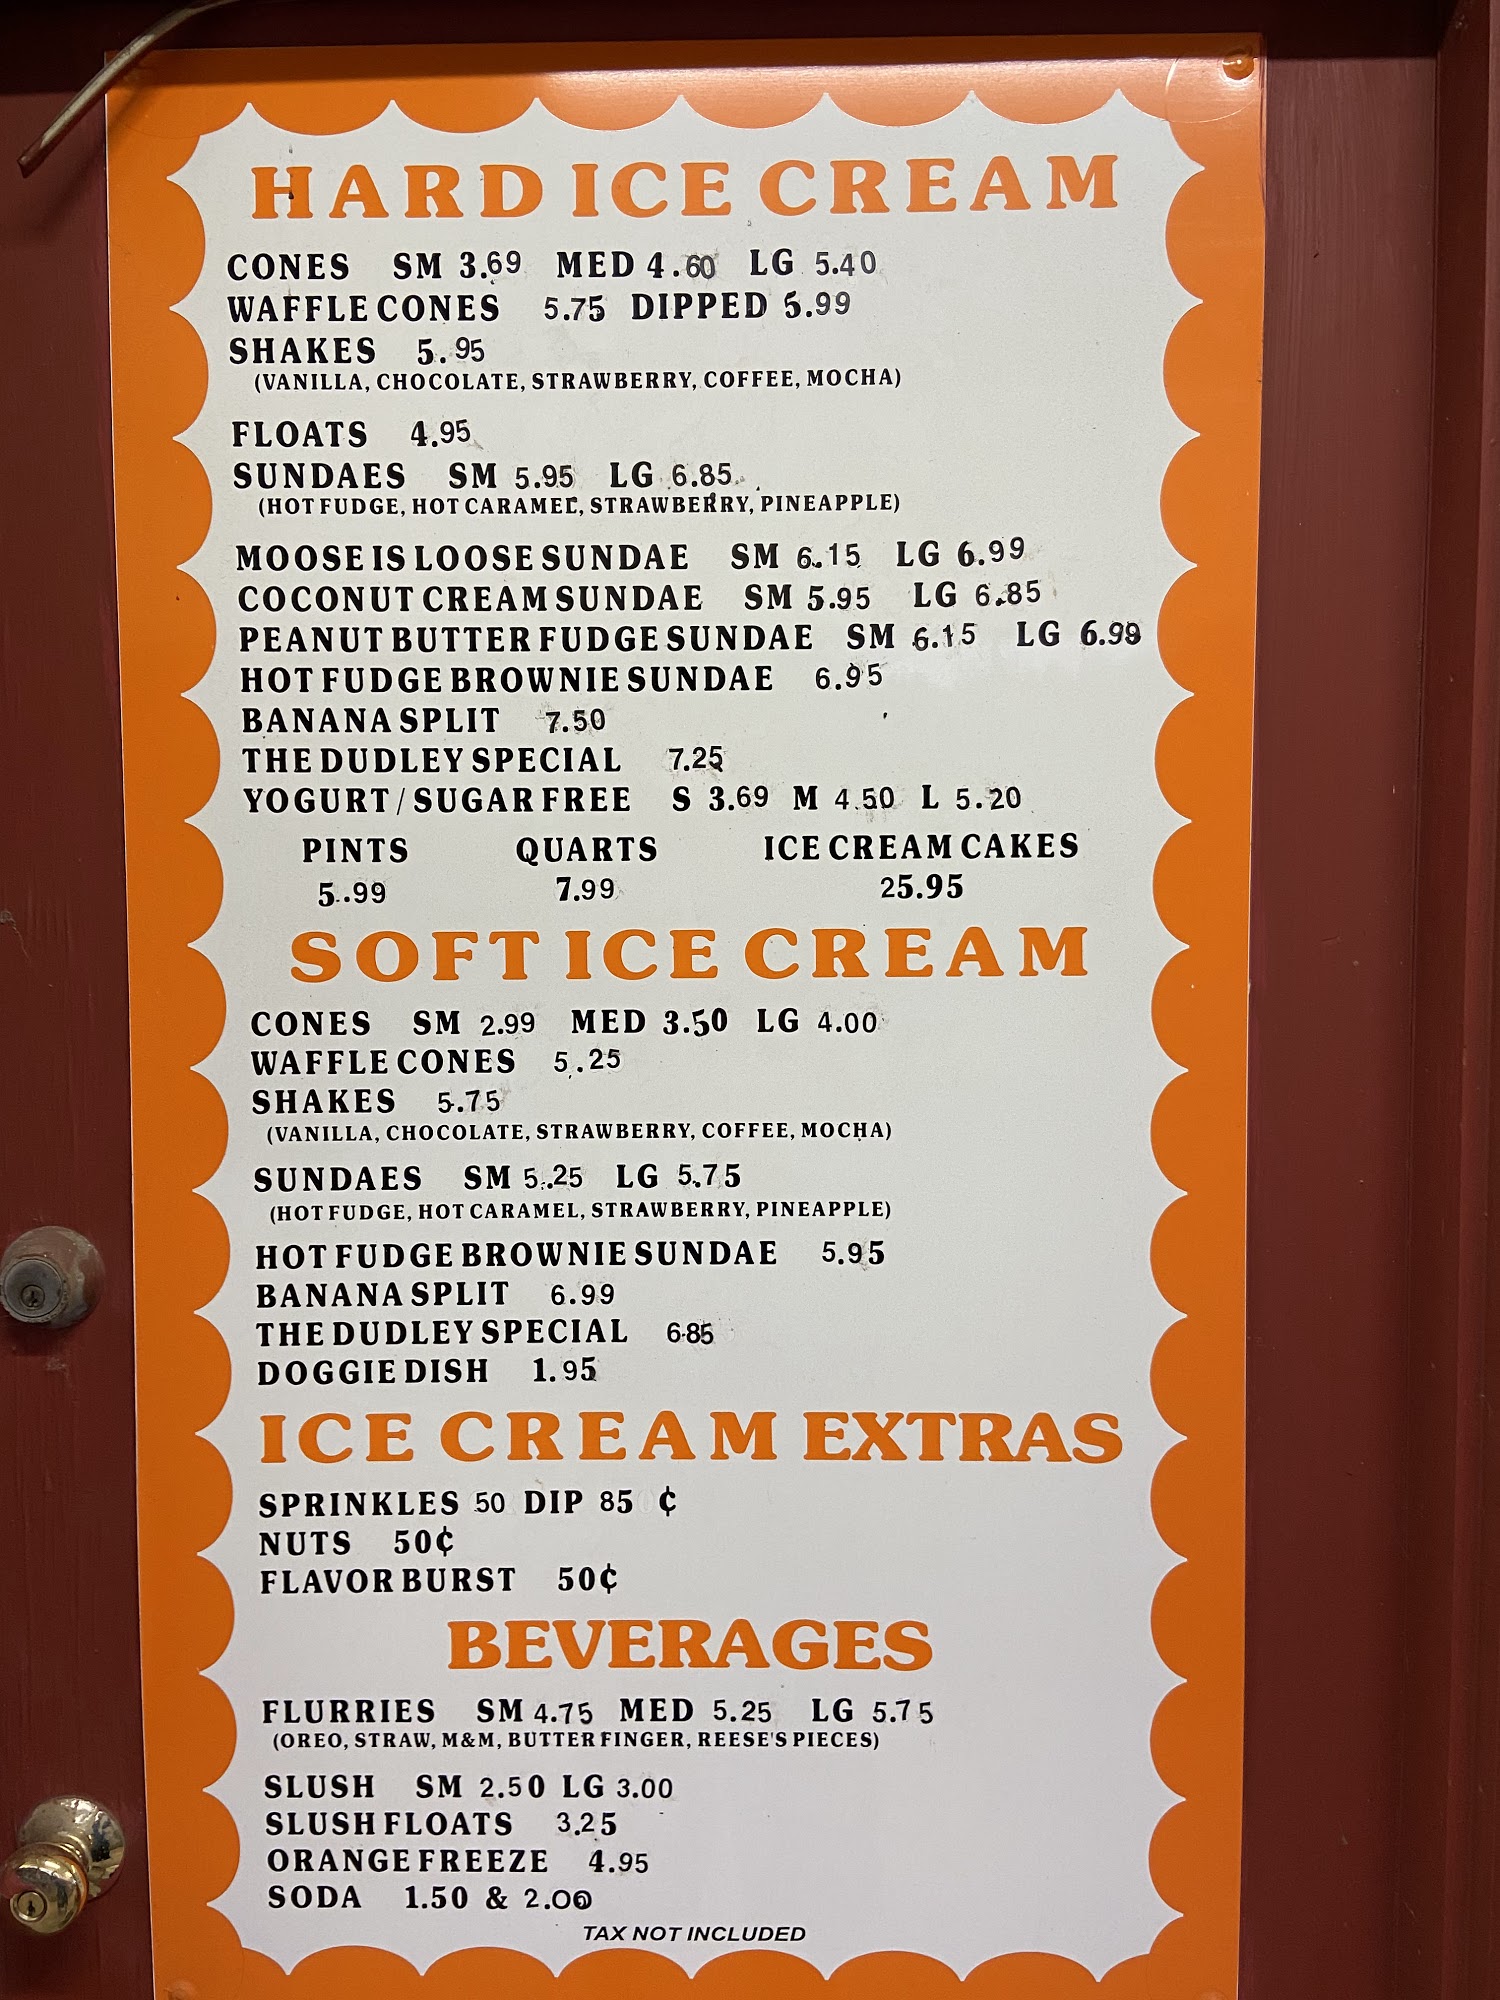 HARD ICE CREAM
CONES SM 3.69 MED 4.60 LG 5.40
WAFFLE CONES 5.75 DIPPED 5.99
SHAKES 5.95
(VANILLA, CHOCOLATE, STRAWBERRY, COFFEE, MOCHA)
FLOATS 4.95
SUNDAES SM 5.95 LG 6.85
(HOT FUDGE, HOT CARAMEL, STRAWBERRY, PINEAPPLE)
MOOSE IS LOOSE SUNDAE SM 6.15 LG 6.99
COCONUT CREAM SUNDAE SM 5.95 LG 6.85
PEANUT BUTTER FUDGE SUNDAE SM 6.15 LG 6.99
HOT FUDGE BROWNIE SUNDAE 6.95
BANANA SPLIT 7.50
THE DUDLEY SPECIAL 7.25
YOGURT / SUGAR FREE S 3.69 M 4.50 L 5.20
PINTS QUARTS ICE CREAM CAKES
5.99 7.99 25.95
SOFT ICE CREAM
CONES SM 2.99 MED 3.50 LG 4.00
WAFFLE CONES 5.25
SHAKES 5.75
(VANILLA, CHOCOLATE, STRAWBERRY, COFFEE, MOCHA)
SUNDAES SM 5.25 LG 5.75
(HOT FUDGE, HOT CARAMEL, STRAWBERRY, PINEAPPLE)
HOT FUDGE BROWNIE SUNDAE 5.95
BANANA SPLIT 6.99
THE DUDLEY SPECIAL 6.85
DOGGIE DISH 1.95
ICE CREAM EXTRAS
SPRINKLES 50 DIP 85 ¢
NUTS 50¢
FLAVOR BURST 50¢
BEVERAGES
FLURRIES SM 4.75 MED 5.25 LG 5.75
(OREO, STRAW, M&M, BUTTER FINGER, REESE'S PIECES)
SLUSH SM 2.50 LG 3.00
SLUSH FLOATS 3.25
ORANGE FREEZE 4.95
SODA 1.50 & 2.00
TAX NOT INCLUDED